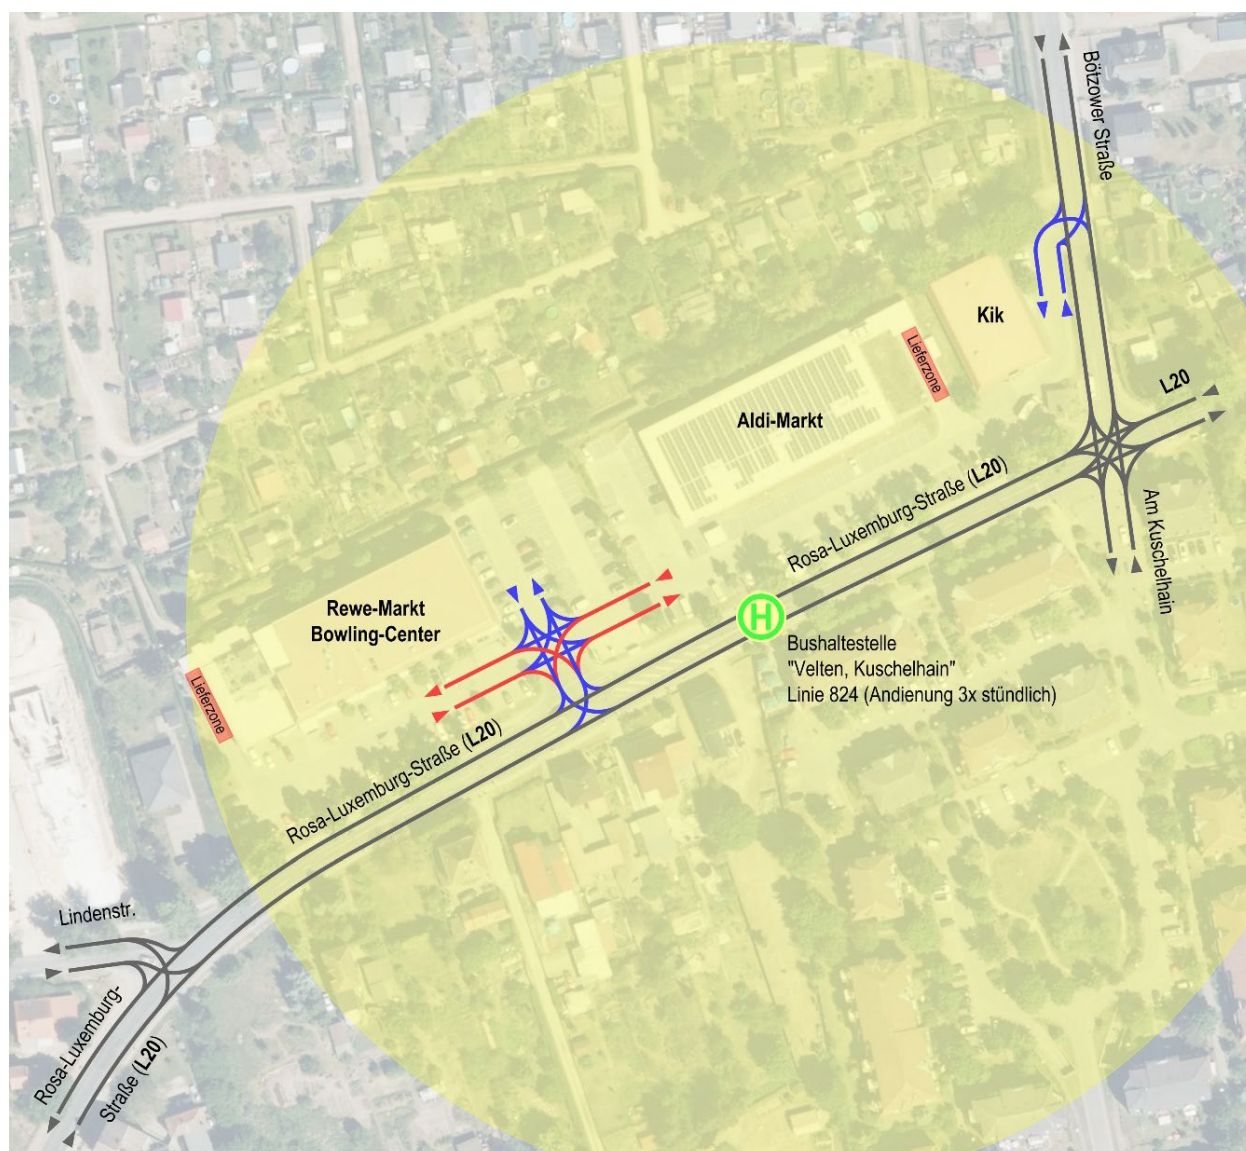 Bötzower Straße
Kik
Lieferzone
L20
Aldi-Markt
Rosa-Luxemburg-Straße (L20)
Am Kuschelhain
Rewe-Markt
Bowling-Center
H
Bushaltestelle
"Velten, Kuschelhain"
Linie 824 (Andienung 3x stündlich)
Lieferzone
Rosa-Luxemburg-Straße (L20)
Lindenstr.
Rosa-Luxemburg-
Straße (L20)